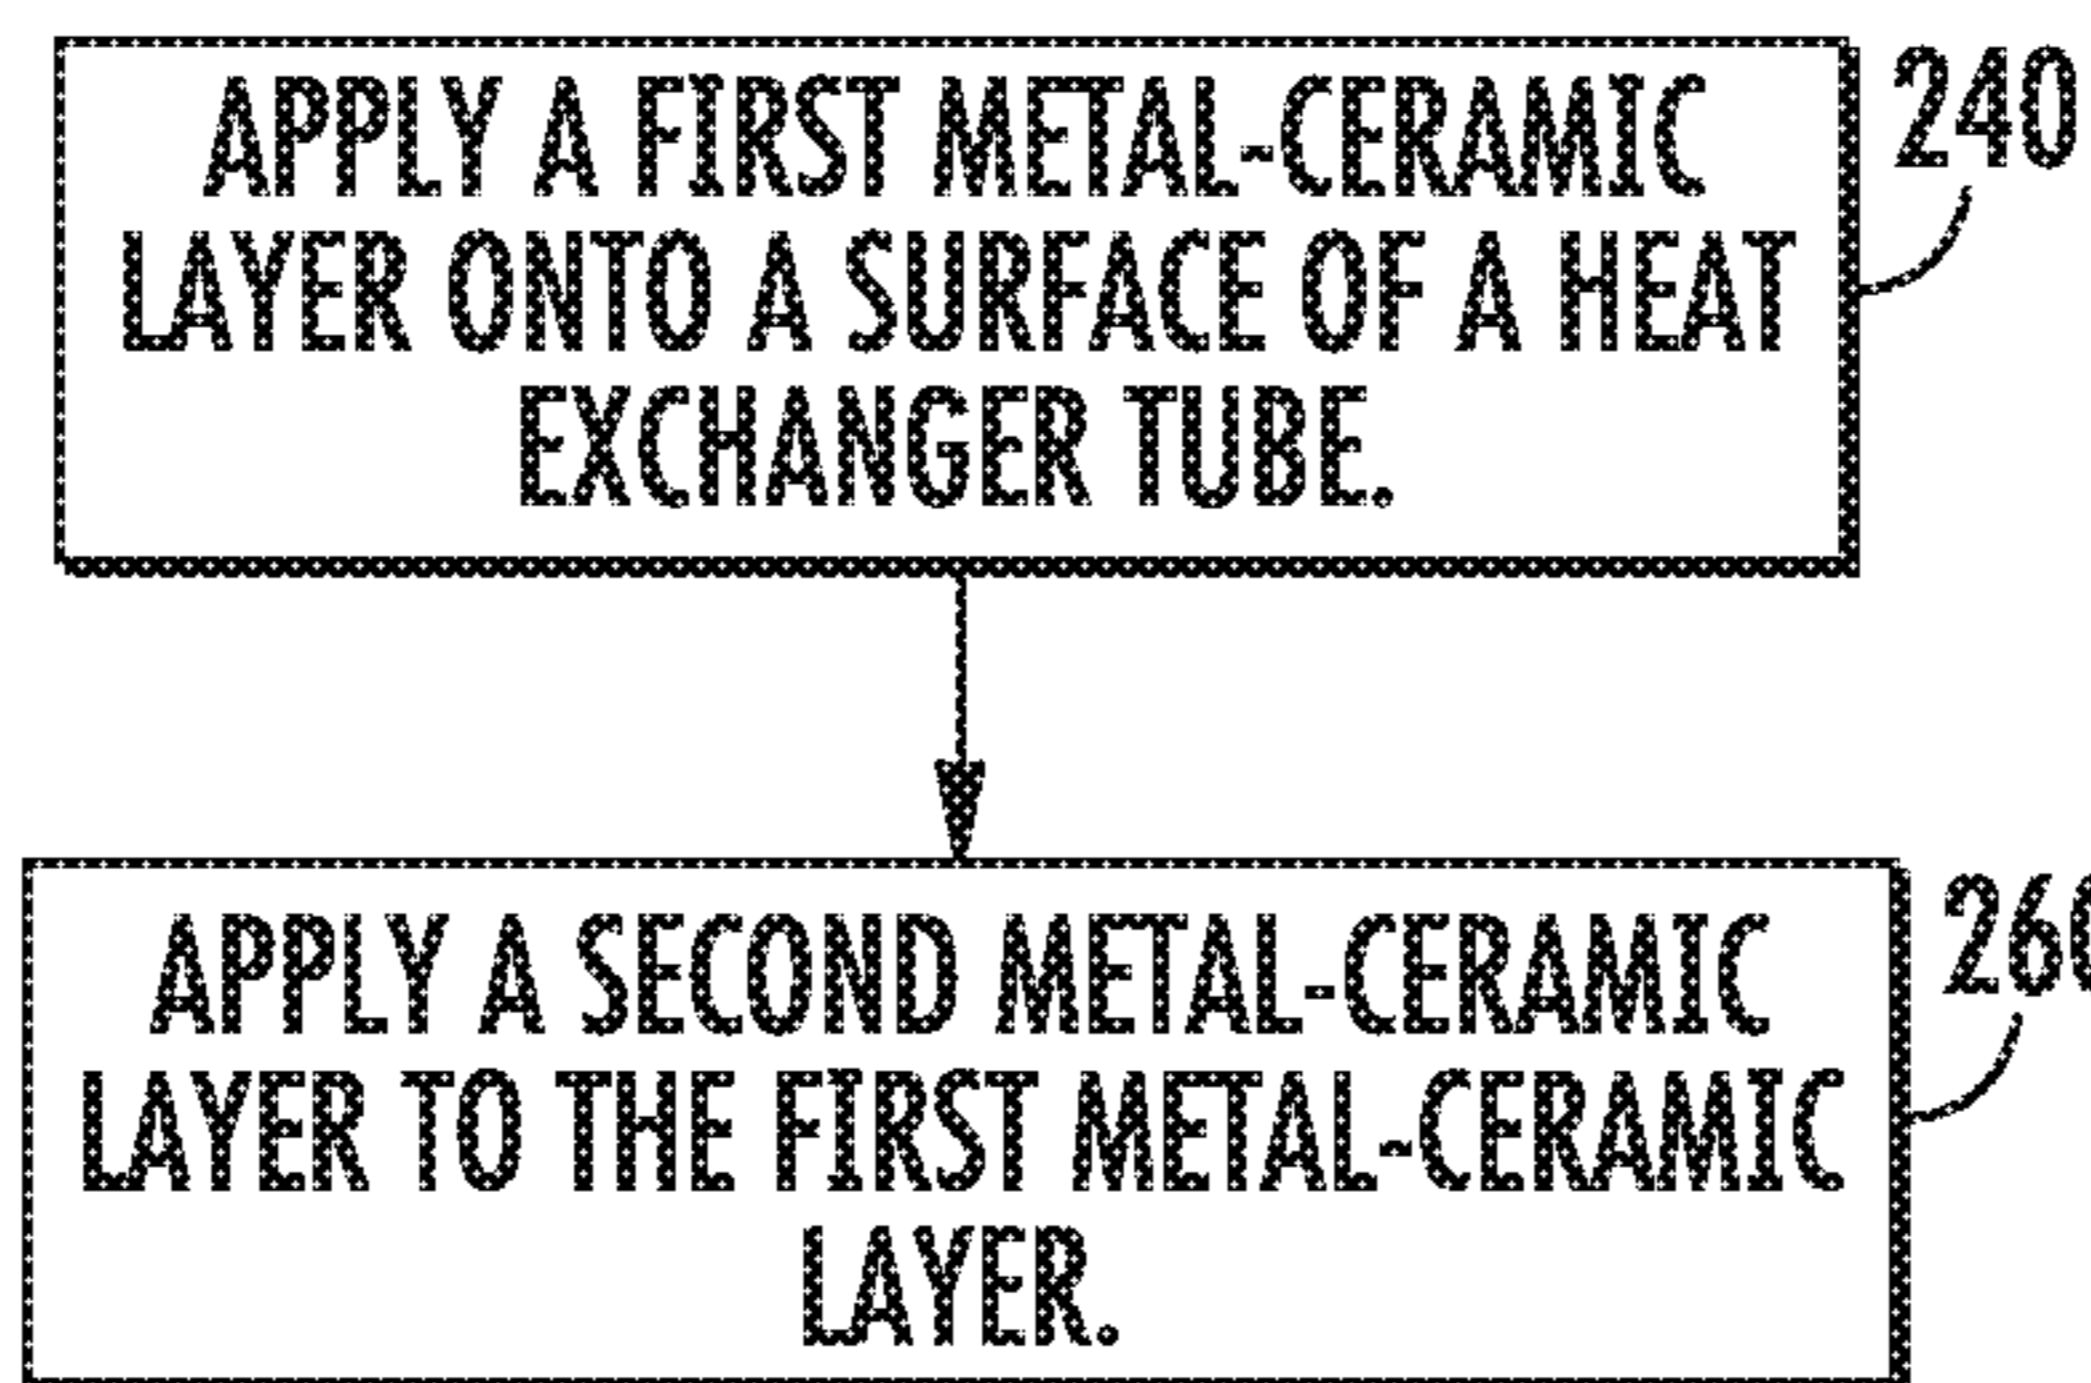 APPLY A FIRST METAL-CERAMIC
LAYER ONTO A SURFACE OF A HEAT
EXCHANGER TUBE.
240
APPLY A SECOND METAL-CERAMIC
LAYER TO THE FIRST METAL-CERAMIC
LAYER.